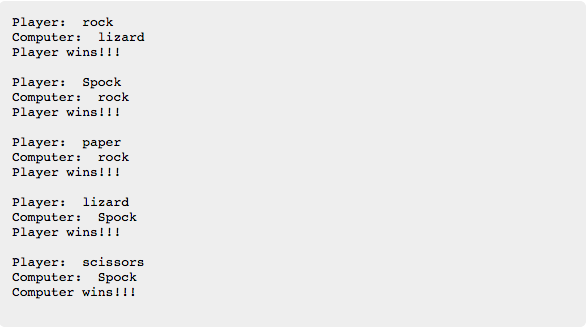 Player:  rock
Computer:  lizard
Player wins!!!
Player:  Spock
Computer:  rock
Player wins!!!
Player:  paper
Computer:  rock
Player wins!!!
Player:  lizard
Computer:  Spock
Player wins!!!
Player:  scissors
Computer:  Spock
Computer wins!!!